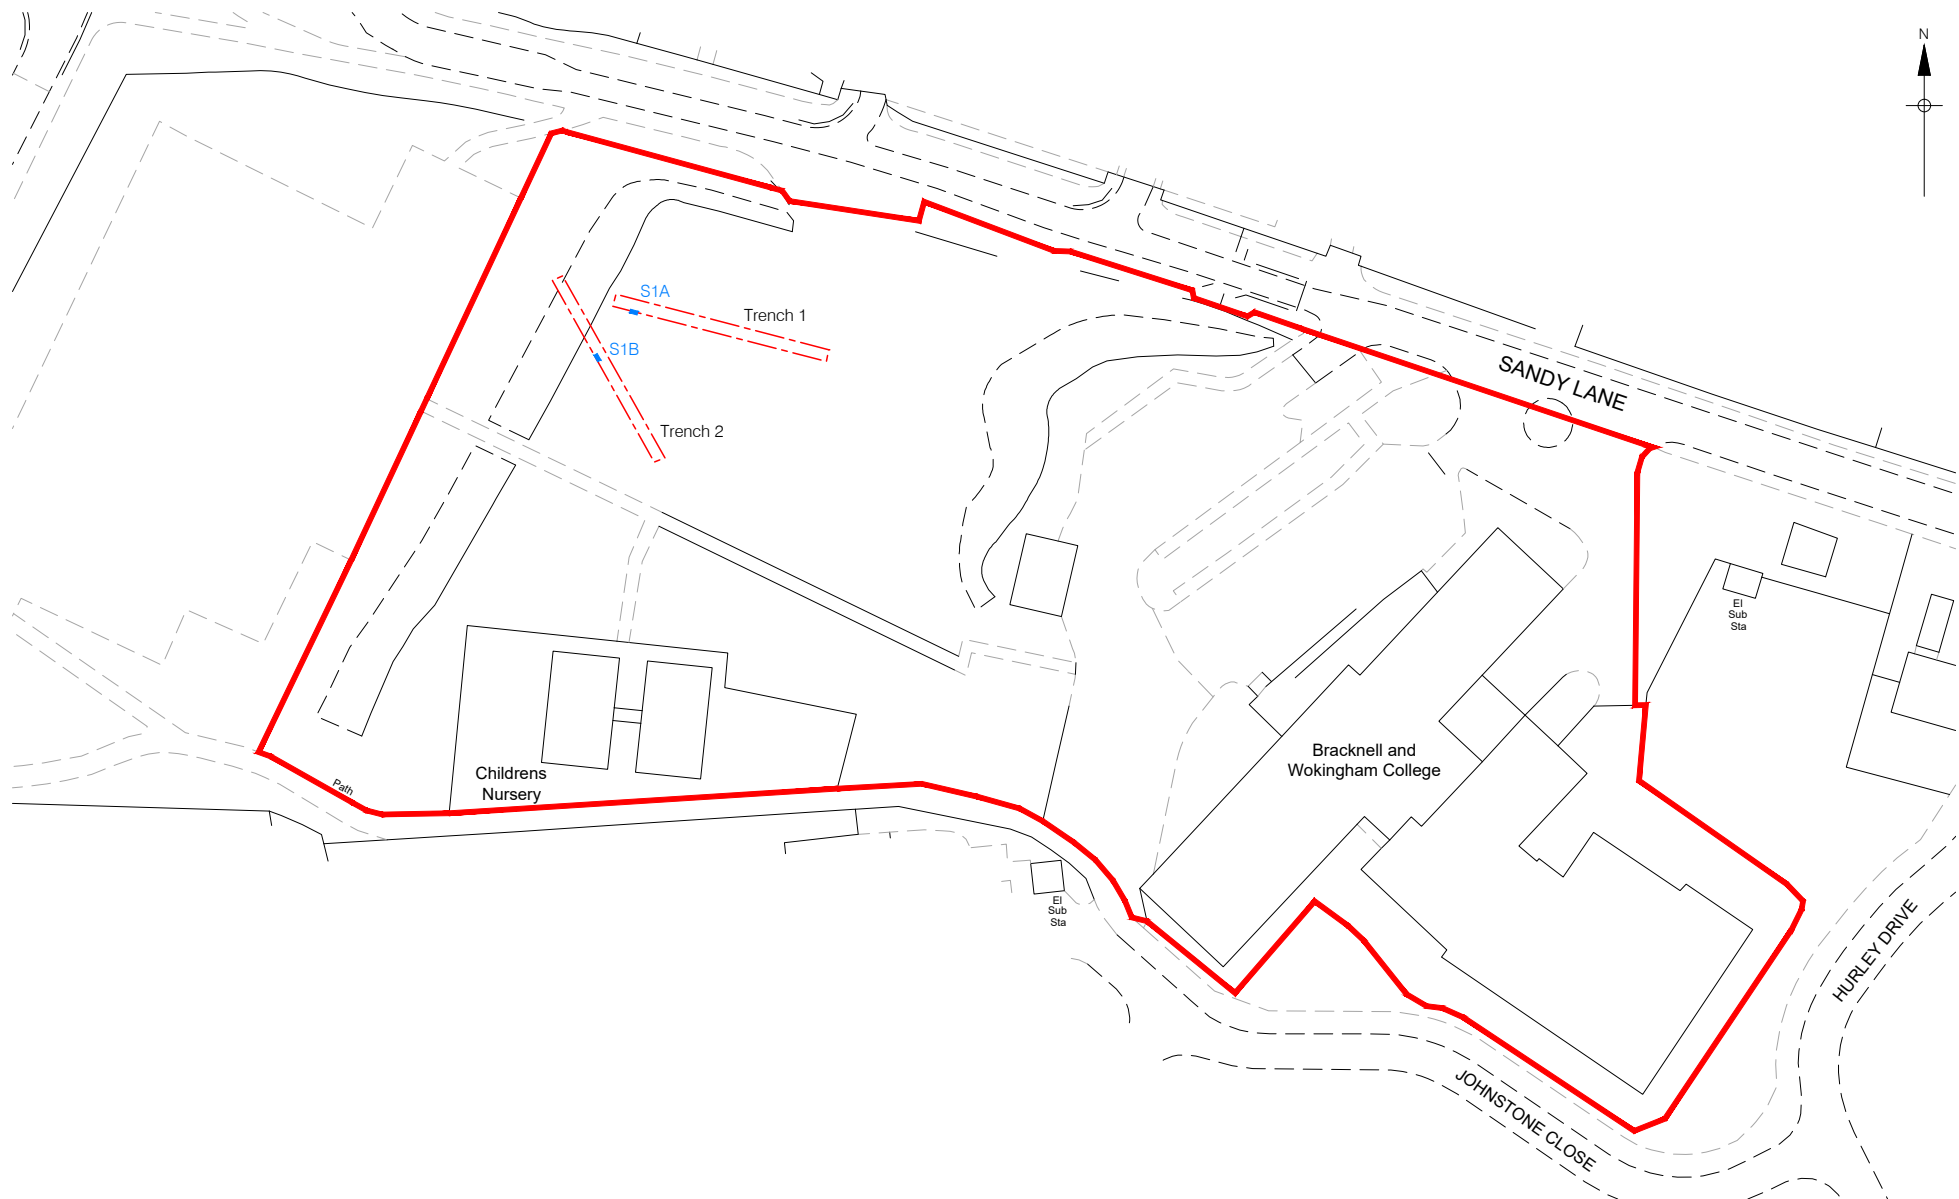 N
S1A
Trench 1
S1B
SANDY LANE
Trench 2
El
Sub
Sta
Bracknell and
Wokingham College
Childrens
Nursery
Path
El
Sub
Sta
HURLEY DRIVE
JOHNSTONE CLOSE